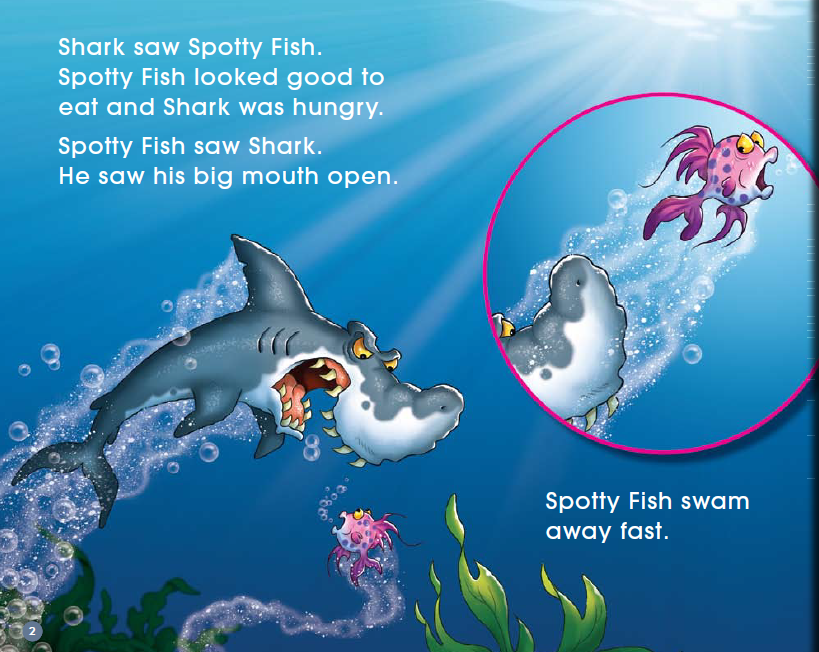 Shark saw Spotty Fish.
Spotty Fish looked good to
eat and Shark was hungry.
Spotty Fish saw Shark.
He saw his big mouth open.
Spotty Fish swam
away fast.
2